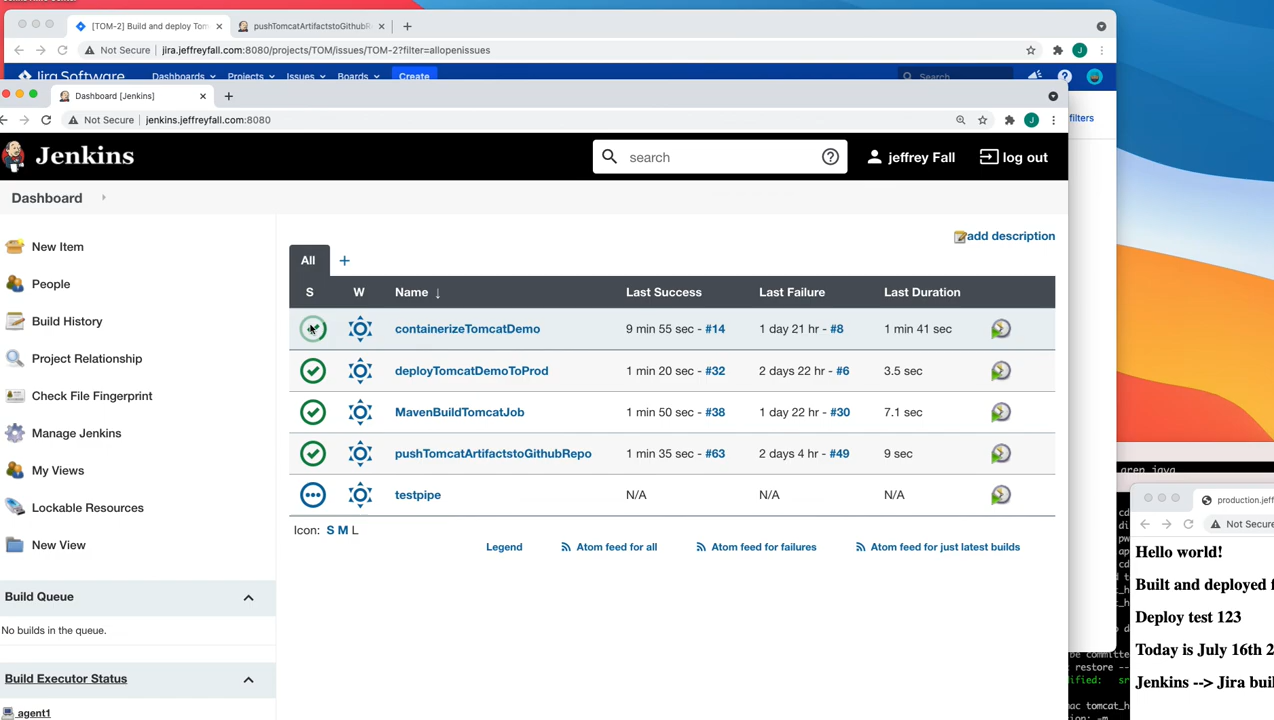 [TOM-2] Build and deploy Tom
pushTomcatArtifactstoGithubR
Not Secure jira.jeffreyfall.com:8080/projects/TOM/issues/TOM-2?filter=allopenissues
J
Jira Software Dashboards Projects Issues Boards Create Search
Dashboard [Jenkins]
filters
Not Secure jenkins.jeffreyfall.com:8080
J
Jenkins search jeffrey Fall log out
Dashboard
New Item
People
Build History
Project Relationship
Check File Fingerprint
Manage Jenkins
My Views
Lockable Resources
New View
Build Queue
No builds in the queue.
Build Executor Status
agent1
add description
All +
S W Name ↓ Last Success Last Failure Last Duration
containerizeTomcatDemo 9 min 55 sec - #14 1 day 21 hr - #8 1 min 41 sec
deployTomcatDemoToProd 1 min 20 sec - #32 2 days 22 hr - #6 3.5 sec
MavenBuildTomcatJob 1 min 50 sec - #38 1 day 22 hr - #30 7.1 sec
pushTomcatArtifactstoGithubRepo 1 min 35 sec - #63 2 days 4 hr - #49 9 sec
testpipe N/A N/A N/A
Icon: S M L
Legend Atom feed for all Atom feed for failures Atom feed for just latest builds
production.jeff
Not Secure
Hello world!
Built and deployed f
Deploy test 123
Today is July 16th 2
Jenkins --> Jira buil